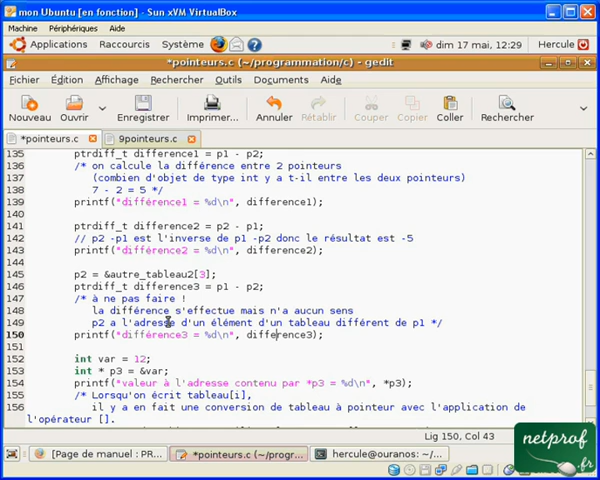 mon Ubuntu [en fonction] - Sun xVM VirtualBox
Machine Périphériques Aide
Applications Raccourcis Système dim 17 mai, 12:29 Hercule
*pointeurs.c (~/programmation/c) - gedit
Fichier Édition Affichage Rechercher Outils Documents Aide
Nouveau Ouvrir Enregistrer Imprimer... Annuler Rétablir Couper Copier Coller Rechercher
*pointeurs.c 9pointeurs.c
135 ptrdiff_t difference1 = p1 - p2;
136 /* on calcule la différence entre 2 pointeurs
137 (combien d'objet de type int y a t-il entre les deux pointeurs)
138 7 - 2 = 5 */
139 printf("différence1 = %d\n", difference1);
140
141 ptrdiff_t difference2 = p2 - p1;
142 // p2 -p1 est l'inverse de p1 -p2 donc le résultat est -5
143 printf("différence2 = %d\n", difference2);
144
145 p2 = &autre_tableau2[3];
146 ptrdiff_t difference3 = p1 - p2;
147 /* à ne pas faire !
148 la différence s'effectue mais n'a aucun sens
149 p2 a l'adresse d'un élément d'un tableau différent de p1 */
150 printf("différence3 = %d\n", difference3);
151
152 int var = 12;
153 int * p3 = &var;
154 printf("valeur à l'adresse contenu par *p3 = %d\n", *p3);
155 /* Lorsqu'on écrit tableau[i],
156 il y a en fait une conversion de tableau à pointeur avec l'application de
l'opérateur [].
Lig 150, Col 43
[Page de manuel : PR... *pointeurs.c (~/progr... hercule@ouranos: ~/...
netprof
.fr